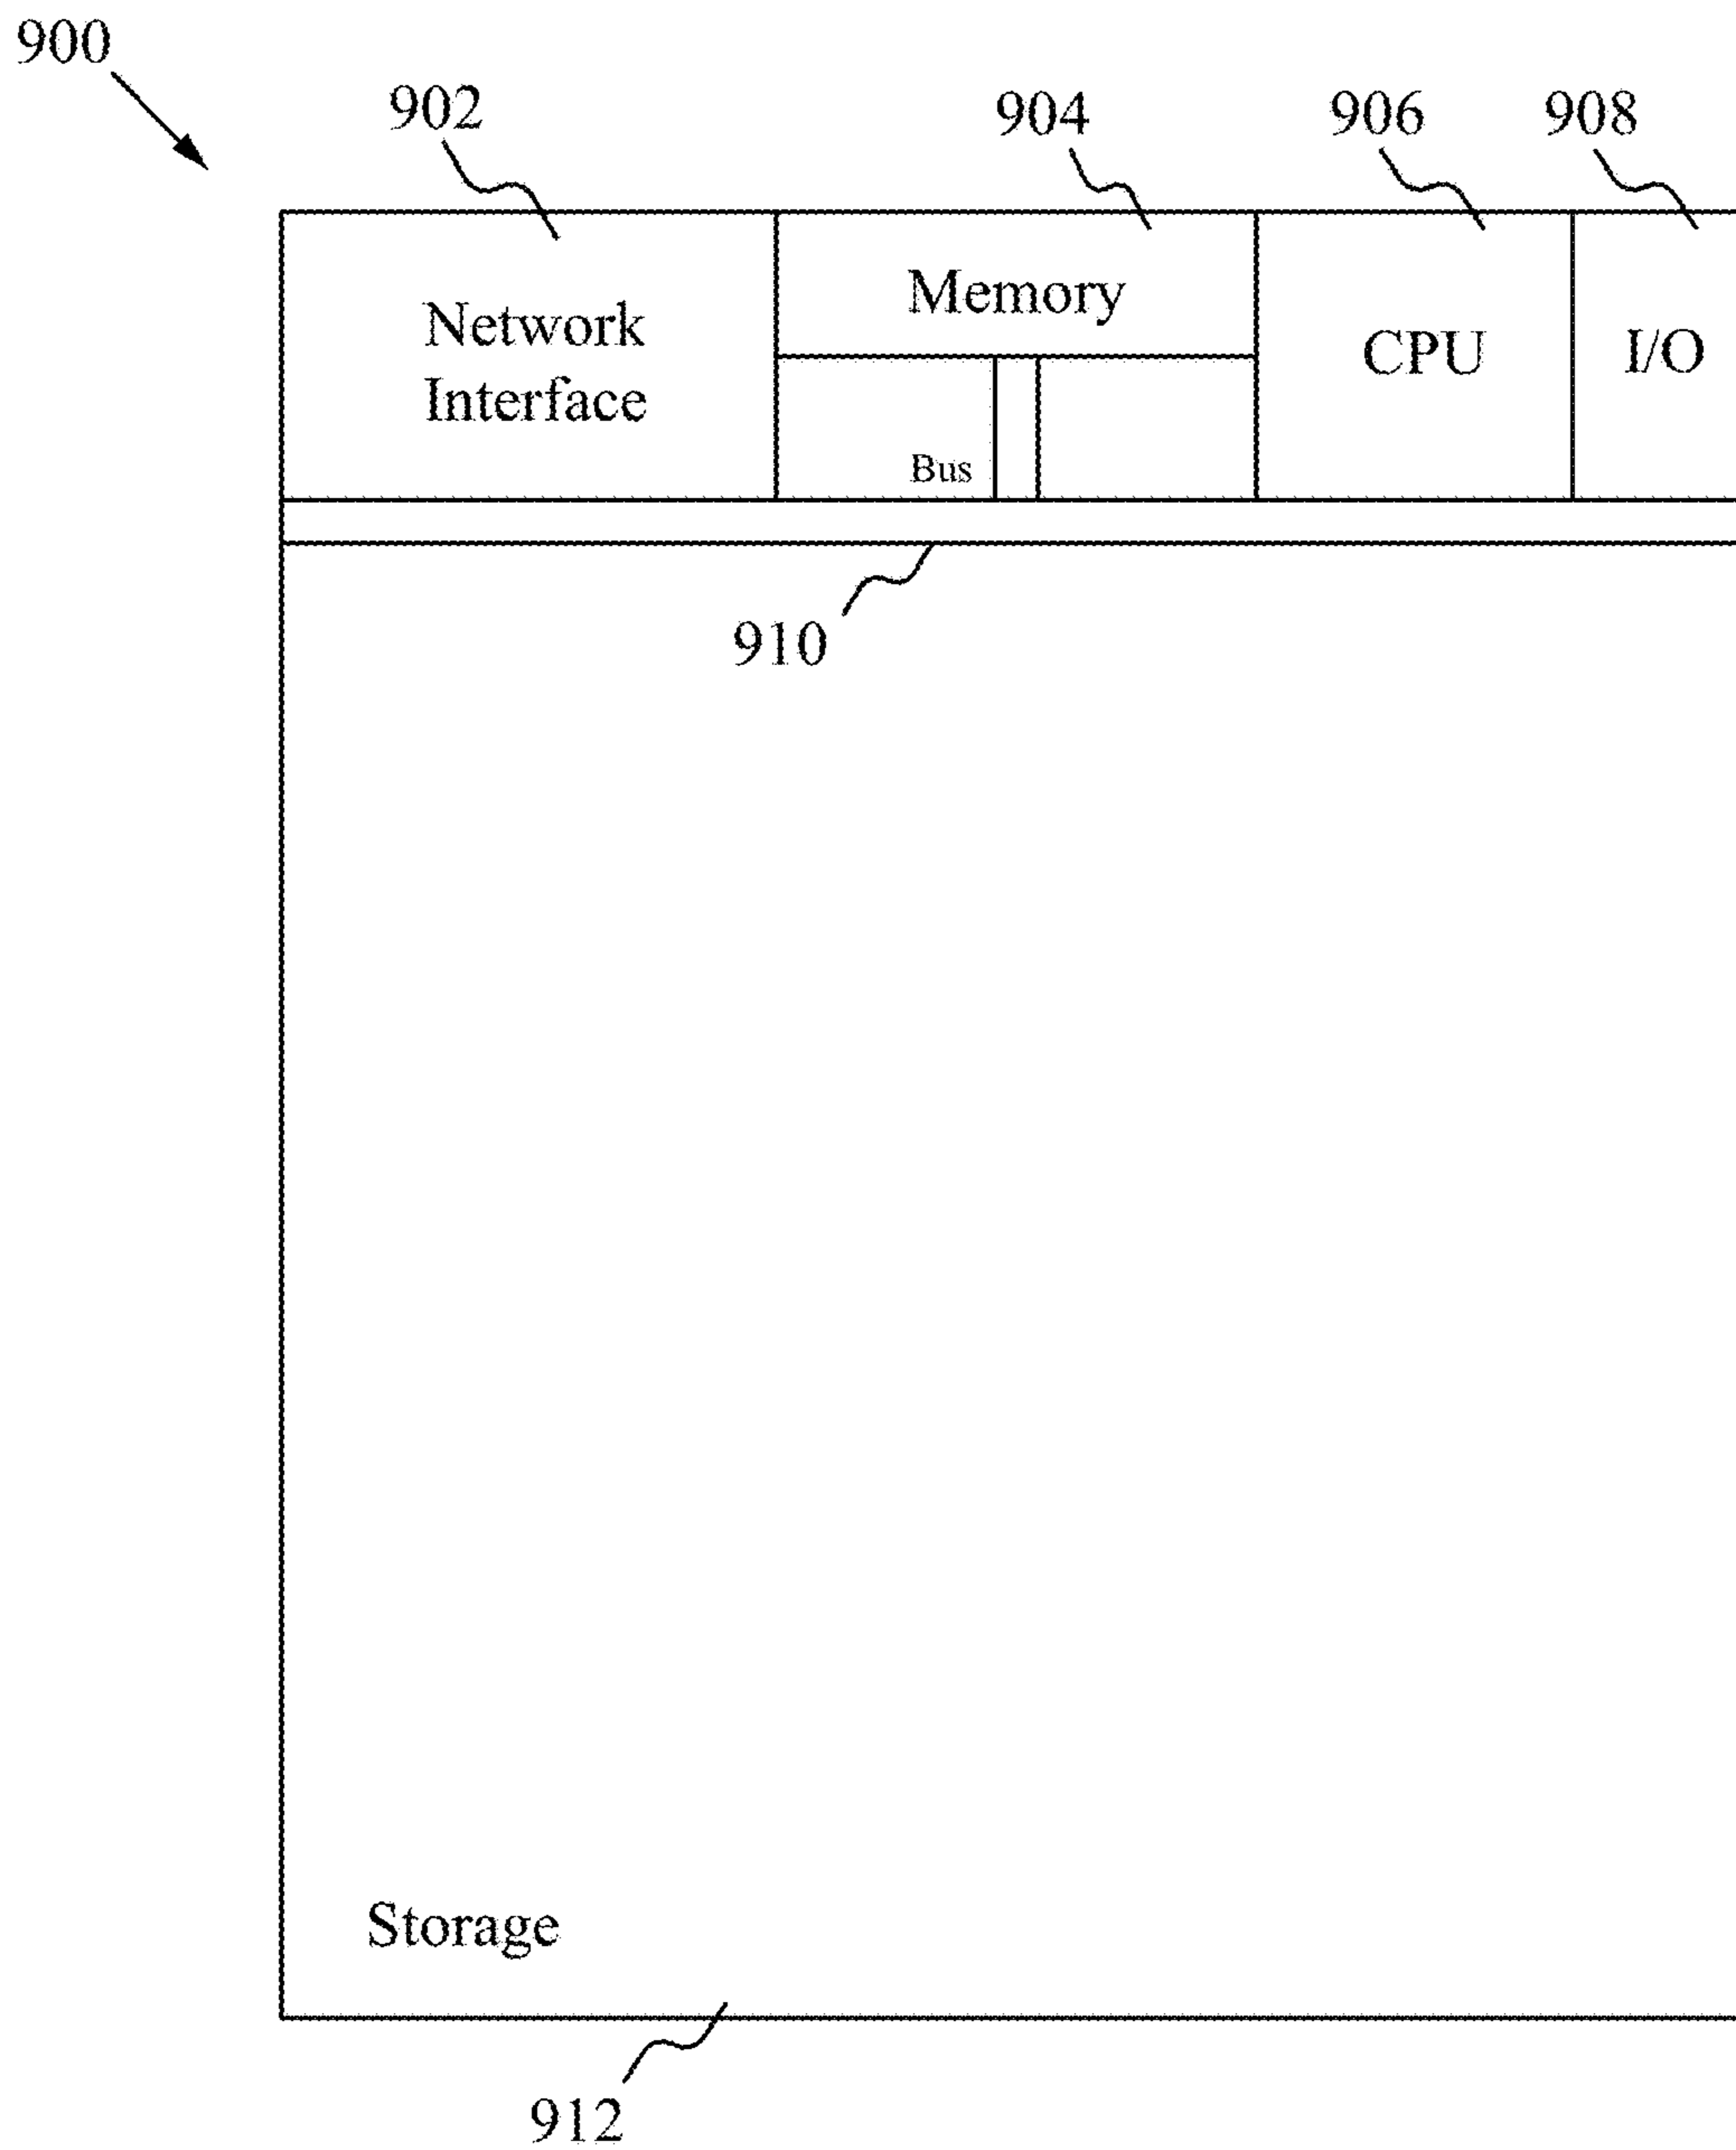 900
902
904
906
908
Network
Interface
Memory
CPU
I/O
Bus
910
Storage
912